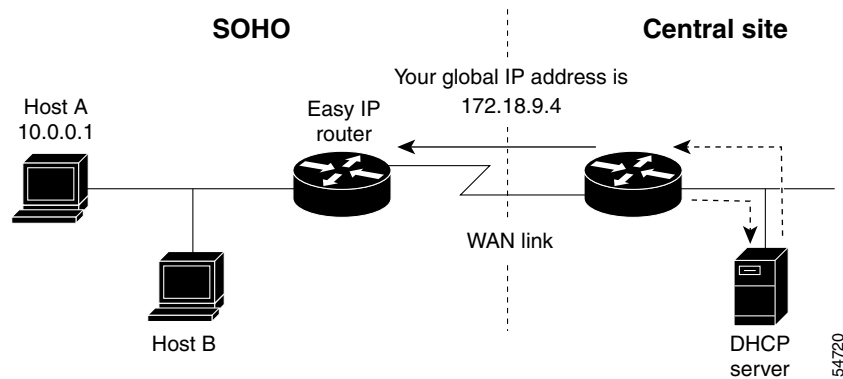 SOHO
Central site
Your global IP address is
172.18.9.4
Host A
10.0.0.1
Easy IP
router
WAN link
Host B
DHCP
server
54720